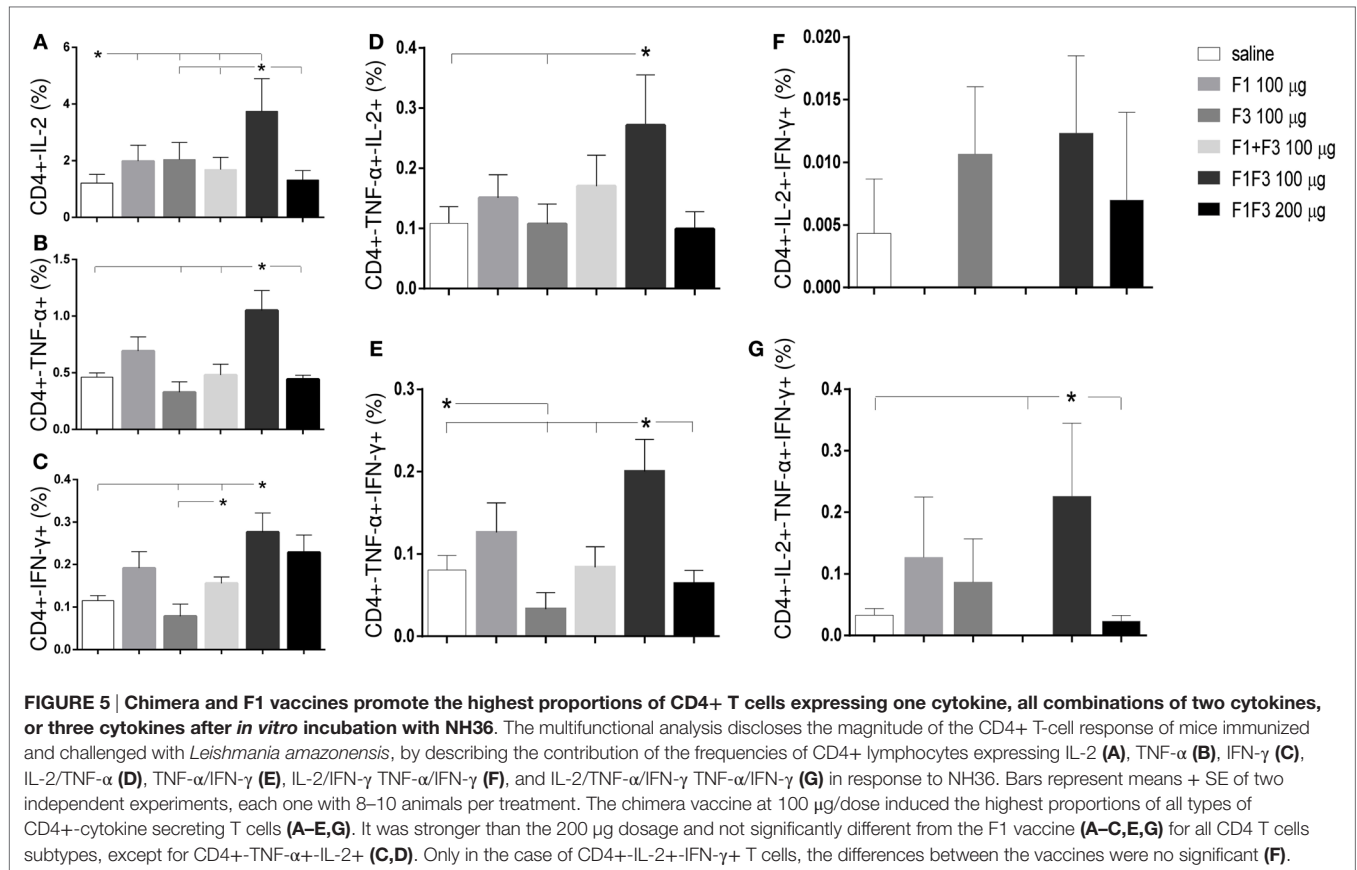 A
CD4+-IL-2 (%)
6
4
2
0
*
*
B
CD4+-TNF-α+ (%)
1.5
1.0
0.5
0.0
*
C
CD4+-IFN-γ+ (%)
0.4
0.3
0.2
0.1
0.0
*
*
D
CD4+-TNF-α+-IL-2+ (%)
0.4
0.3
0.2
0.1
0.0
*
E
CD4+-TNF-α+-IFN-γ+ (%)
0.3
0.2
0.1
0.0
*
*
F
CD4+-IL-2+-IFN-γ+ (%)
0.020
0.015
0.010
0.005
0.000
G
CD4+-IL-2+-TNF-α+-IFN-γ+ (%)
0.4
0.3
0.2
0.1
0.0
*
saline
F1 100 µg
F3 100 µg
F1+F3 100 µg
F1F3 100 µg
F1F3 200 µg
FIGURE 5 | Chimera and F1 vaccines promote the highest proportions of CD4+ T cells expressing one cytokine, all combinations of two cytokines,
or three cytokines after in vitro incubation with NH36. The multifunctional analysis discloses the magnitude of the CD4+ T-cell response of mice immunized
and challenged with Leishmania amazonensis, by describing the contribution of the frequencies of CD4+ lymphocytes expressing IL-2 (A), TNF-α (B), IFN-γ (C),
IL-2/TNF-α (D), TNF-α/IFN-γ (E), IL-2/IFN-γ TNF-α/IFN-γ (F), and IL-2/TNF-α/IFN-γ TNF-α/IFN-γ (G) in response to NH36. Bars represent means + SE of two
independent experiments, each one with 8–10 animals per treatment. The chimera vaccine at 100 µg/dose induced the highest proportions of all types of
CD4+-cytokine secreting T cells (A–E,G). It was stronger than the 200 µg dosage and not significantly different from the F1 vaccine (A–C,E,G) for all CD4 T cells
subtypes, except for CD4+-TNF-α+-IL-2+ (C,D). Only in the case of CD4+-IL-2+-IFN-γ+ T cells, the differences between the vaccines were no significant (F).